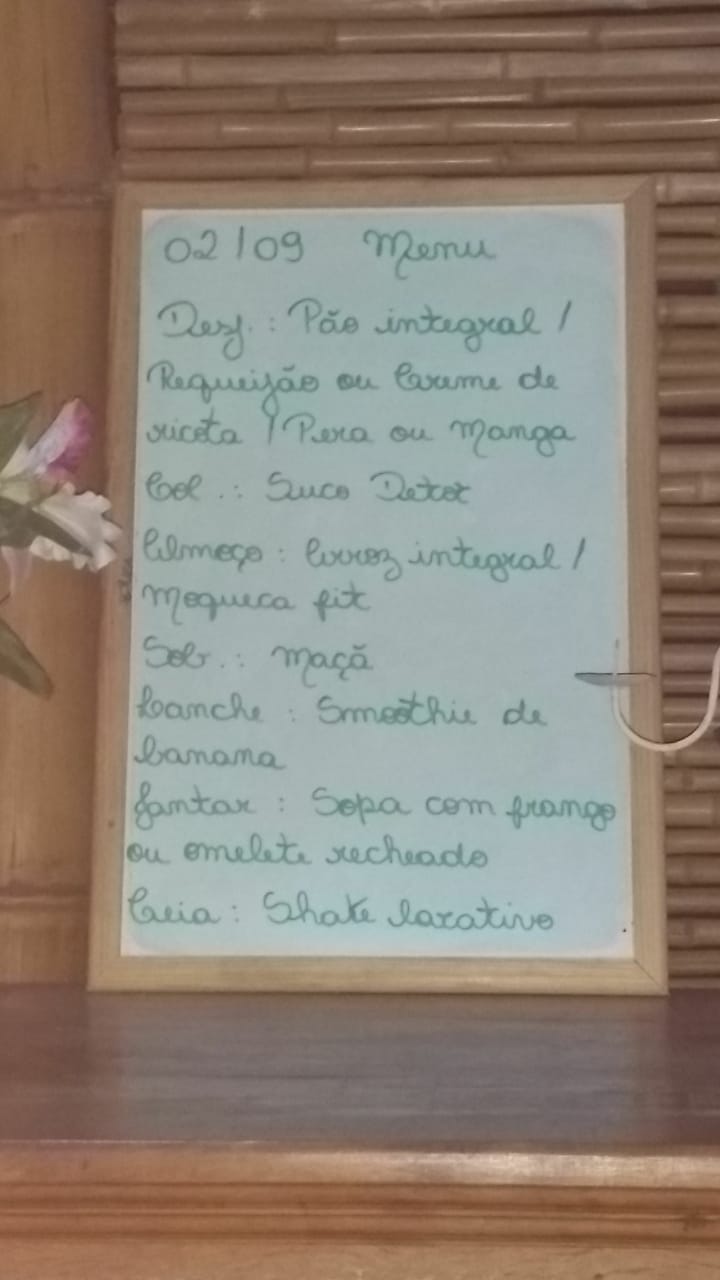 02/09 Menu
Desj.: Pão integral /
Requeijão ou Creme de
ricota / Pera ou Manga
Col.: Suco Detox
Almoço: Arroz integral /
Moqueca fit
Sob.: Maçã
Lanche: Smoothie de
banana
Jantar: Sopa com frango
ou omelete recheado
Ceia: Shake laxativo